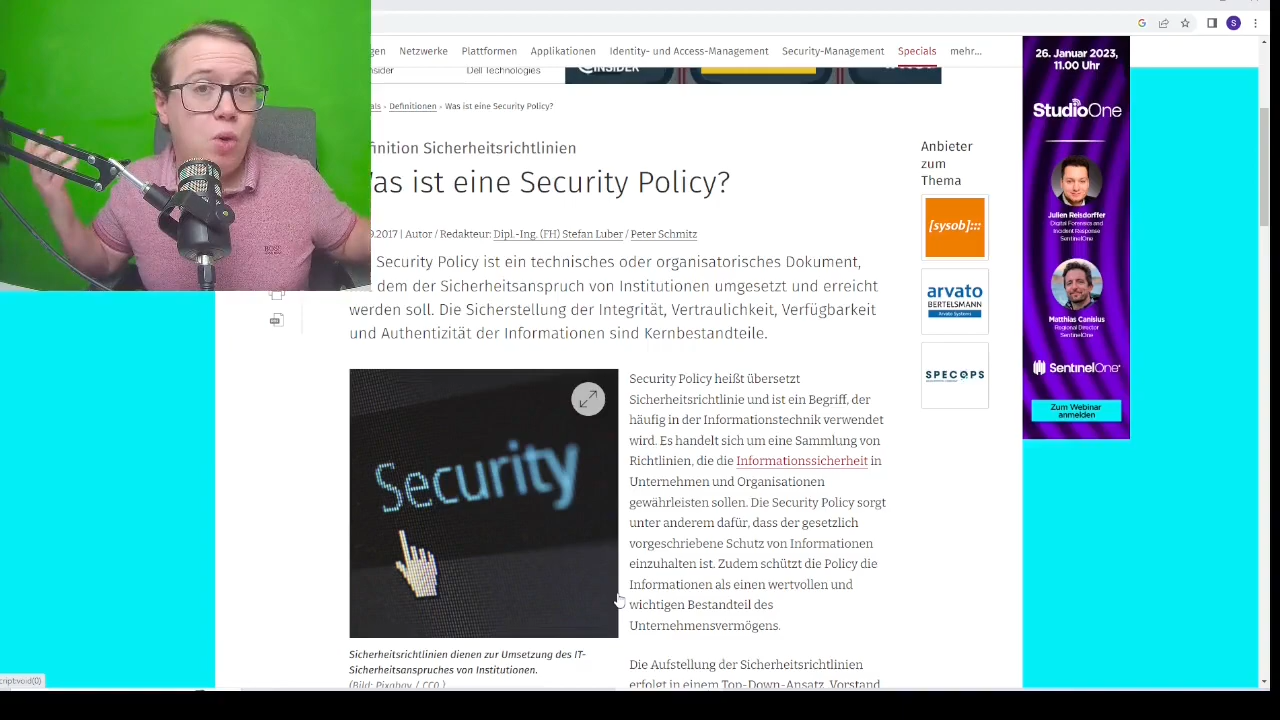 S
gen Netzwerke Plattformen Applikationen Identity- und Access-Management Security-Management Specials mehr...
nsider Dell Technologies INSIDER
als › Definitionen › Was ist eine Security Policy?
finition Sicherheitsrichtlinien
as ist eine Security Policy?
Autor / Redakteur: Dipl.-Ing. (FH) Stefan Luber / Peter Schmitz
Security Policy ist ein technisches oder organisatorisches Dokument,
dem der Sicherheitsanspruch von Institutionen umgesetzt und erreicht
werden soll. Die Sicherstellung der Integrität, Vertraulichkeit, Verfügbarkeit
und Authentizität der Informationen sind Kernbestandteile.
Security
Sicherheitsrichtlinien dienen zur Umsetzung des IT-
Sicherheitsanspruches von Institutionen.
(Bild: Pixabay / CC0 )
Security Policy heißt übersetzt
Sicherheitsrichtlinie und ist ein Begriff, der
häufig in der Informationstechnik verwendet
wird. Es handelt sich um eine Sammlung von
Richtlinien, die die Informationssicherheit in
Unternehmen und Organisationen
gewährleisten sollen. Die Security Policy sorgt
unter anderem dafür, dass der gesetzlich
vorgeschriebene Schutz von Informationen
einzuhalten ist. Zudem schützt die Policy die
Informationen als einen wertvollen und
wichtigen Bestandteil des
Unternehmensvermögens.
Die Aufstellung der Sicherheitsrichtlinien
erfolgt in einem Top-Down-Ansatz. Vorstand
Anbieter
zum
Thema
[sysob]:::
arvato
BERTELSMANN
Arvato Systems
SPECOPS
26. Januar 2023,
11.00 Uhr
StudioOne
Julien Reisdorffer
Digital Forensics and
Incident Response
SentinelOne
Matthias Canisius
Regional Director
SentinelOne
SentinelOne
Zum Webinar
anmelden
BOSS
cript:void(0)